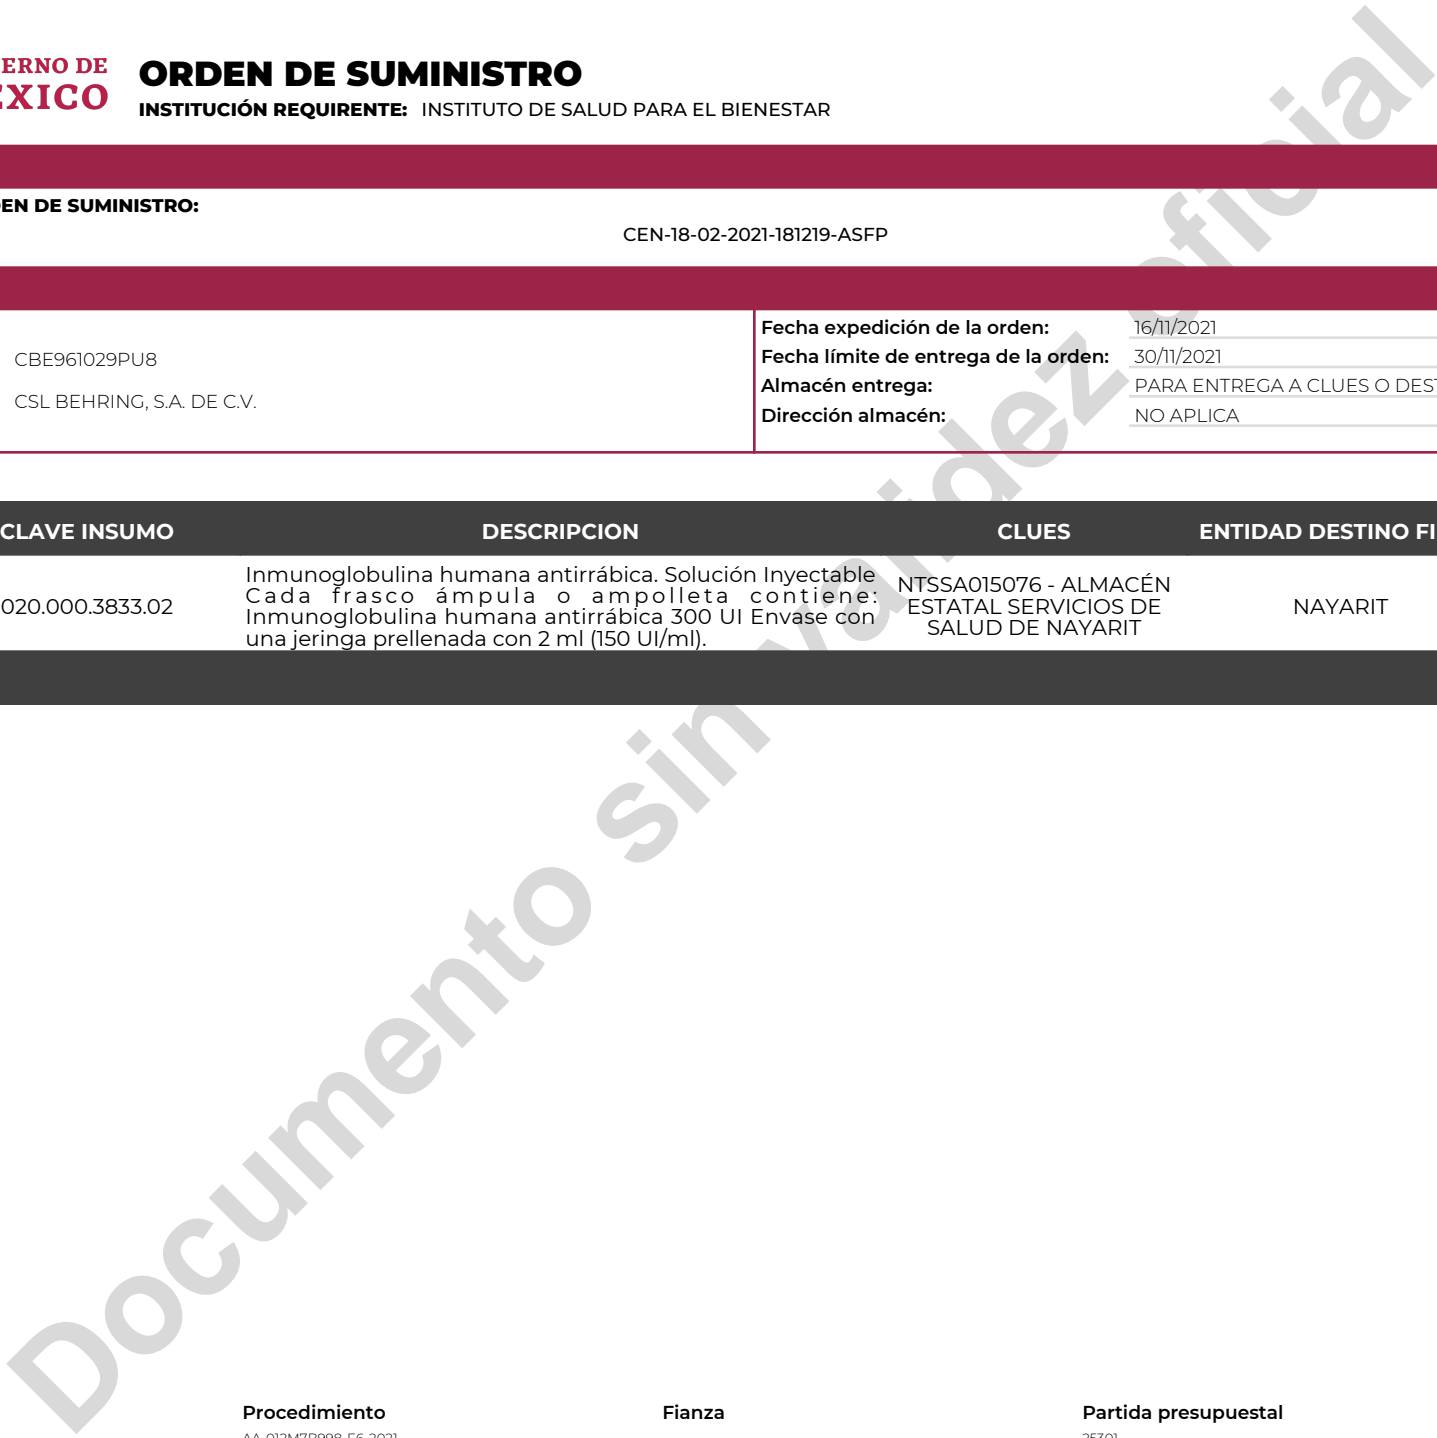 ERNO DE
EXICO
ORDEN DE SUMINISTRO
INSTITUCIÓN REQUIRENTE: INSTITUTO DE SALUD PARA EL BIENESTAR
EN DE SUMINISTRO:
CEN-18-02-2021-181219-ASFP
CBE961029PU8
CSL BEHRING, S.A. DE C.V.
Fecha expedición de la orden: 16/11/2021
Fecha límite de entrega de la orden: 30/11/2021
Almacén entrega: PARA ENTREGA A CLUES O DEST
Dirección almacén: NO APLICA
CLAVE INSUMO DESCRIPCION CLUES ENTIDAD DESTINO FI
020.000.3833.02
Inmunoglobulina humana antirrábica. Solución Inyectable
Cada frasco ámpula o ampolleta contiene:
Inmunoglobulina humana antirrábica 300 UI Envase con
una jeringa prellenada con 2 ml (150 UI/ml).
NTSSA015076 - ALMACÉN
ESTATAL SERVICIOS DE
SALUD DE NAYARIT
NAYARIT
Documento sin validez oficial
Procedimiento Fianza Partida presupuestal